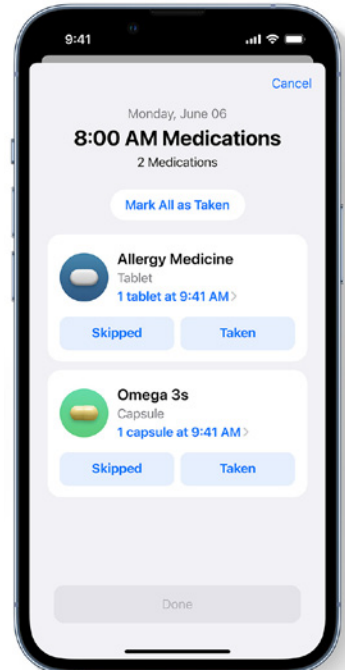 9:41
Cancel
Monday, June 06
8:00 AM Medications
2 Medications
Mark All as Taken
Allergy Medicine
Tablet
1 tablet at 9:41 AM>
Skipped Taken
Omega 3s
Capsule
1 capsule at 9:41 AM>
Skipped Taken
Done